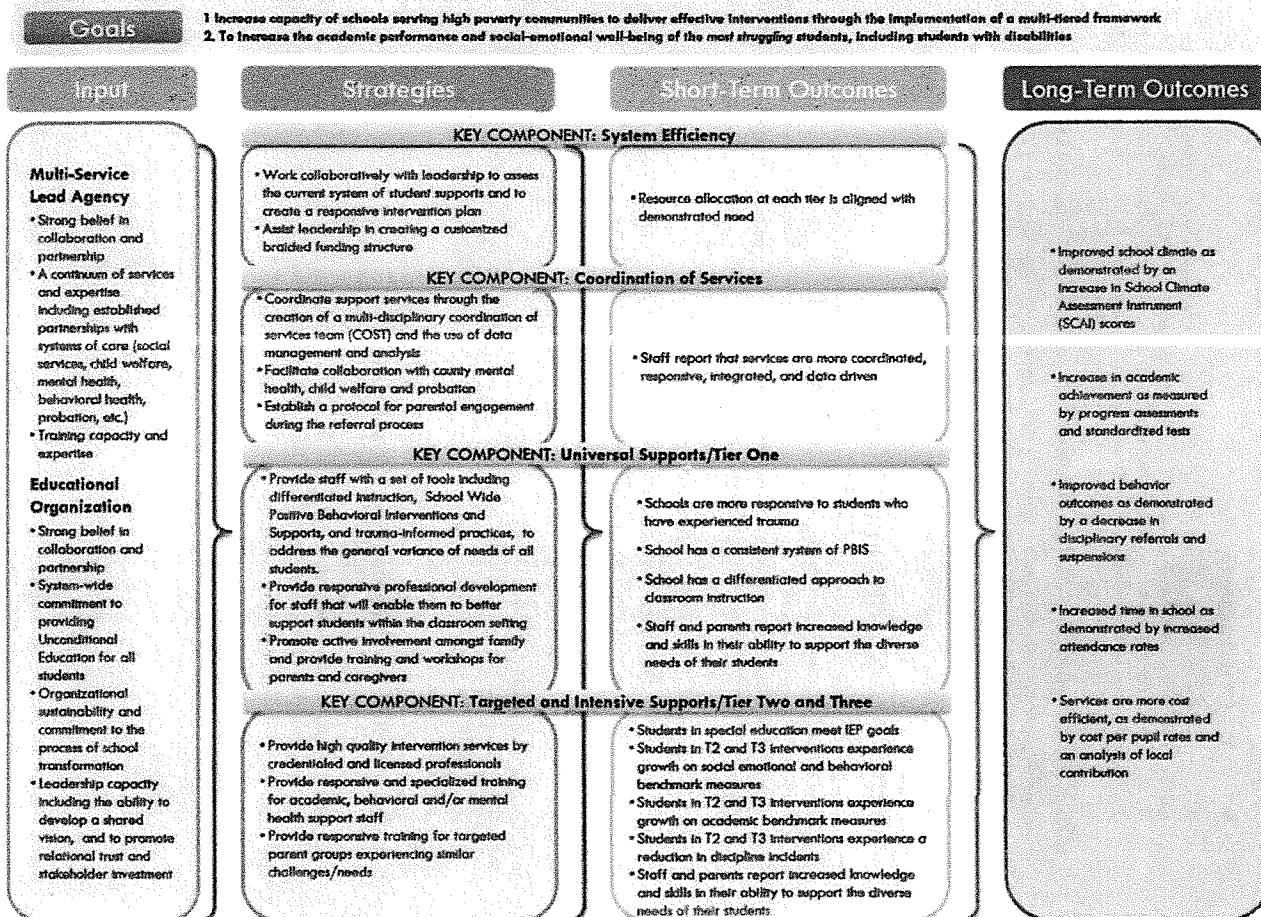 Goals
1 Increase capacity of schools serving high poverty communities to deliver effective interventions through the implementation of a multi-tiered framework
2. To increase the academic performance and social-emotional well-being of the most struggling students, including students with disabilities
Input
Strategies
Short-Term Outcomes
Long-Term Outcomes
Multi-Service
Lead Agency
• Strong belief in
collaboration and
partnership
• A continuum of services
and expertise
including established
partnerships with
systems of care (social
services, child welfare,
mental health,
behavioral health,
probation, etc.)
• Training capacity and
expertise
Educational
Organization
• Strong belief in
collaboration and
partnership
• System-wide
commitment to
providing
Unconditional
Education for all
students
• Organizational
sustainability and
commitment to the
process of school
transformation
• Leadership capacity
including the ability to
develop a shared
vision, and to promote
relational trust and
stakeholder investment
KEY COMPONENT: System Efficiency
• Work collaboratively with leadership to assess
the current system of student supports and to
create a responsive intervention plan
• Assist leadership in creating a customized
braided funding structure
• Resource allocation at each tier is aligned with
demonstrated need
KEY COMPONENT: Coordination of Services
• Coordinate support services through the
creation of a multi-disciplinary coordination of
services team (COST) and the use of data
management and analysis
• Facilitate collaboration with county mental
health, child welfare and probation
• Establish a protocol for parental engagement
during the referral process
• Staff report that services are more coordinated,
responsive, integrated, and data driven
KEY COMPONENT: Universal Supports/Tier One
• Provide staff with a set of tools including
differentiated instruction, School Wide
Positive Behavioral Interventions and
Supports, and trauma-informed practices, to
address the general variance of needs of all
students.
• Provide responsive professional development
for staff that will enable them to better
support students within the classroom setting
• Promote active involvement amongst family
and provide training and workshops for
parents and caregivers
• Schools are more responsive to students who
have experienced trauma
• School has a consistent system of PBIS
• School has a differentiated approach to
classroom instruction
• Staff and parents report increased knowledge
and skills in their ability to support the diverse
needs of their students
KEY COMPONENT: Targeted and Intensive Supports/Tier Two and Three
• Provide high quality intervention services by
credentialed and licensed professionals
• Provide responsive and specialized training
for academic, behavioral and/or mental
health support staff
• Provide responsive training for targeted
parent groups experiencing similar
challenges/needs
• Students in special education meet IEP goals
• Students in T2 and T3 interventions experience
growth on social emotional and behavioral
benchmark measures
• Students in T2 and T3 interventions experience
growth on academic benchmark measures
• Students in T2 and T3 interventions experience a
reduction in discipline incidents
• Staff and parents report increased knowledge
and skills in their ability to support the diverse
needs of their students
• Improved school climate as
demonstrated by an
increase in School Climate
Assessment Instrument
(SCAI) scores
• Increase in academic
achievement as measured
by progress assessments
and standardized tests
• Improved behavior
outcomes as demonstrated
by a decrease in
disciplinary referrals and
suspensions
• Increased time in school as
demonstrated by increased
attendance rates
• Services are more cost
efficient, as demonstrated
by cost per pupil rates and
an analysis of local
contribution